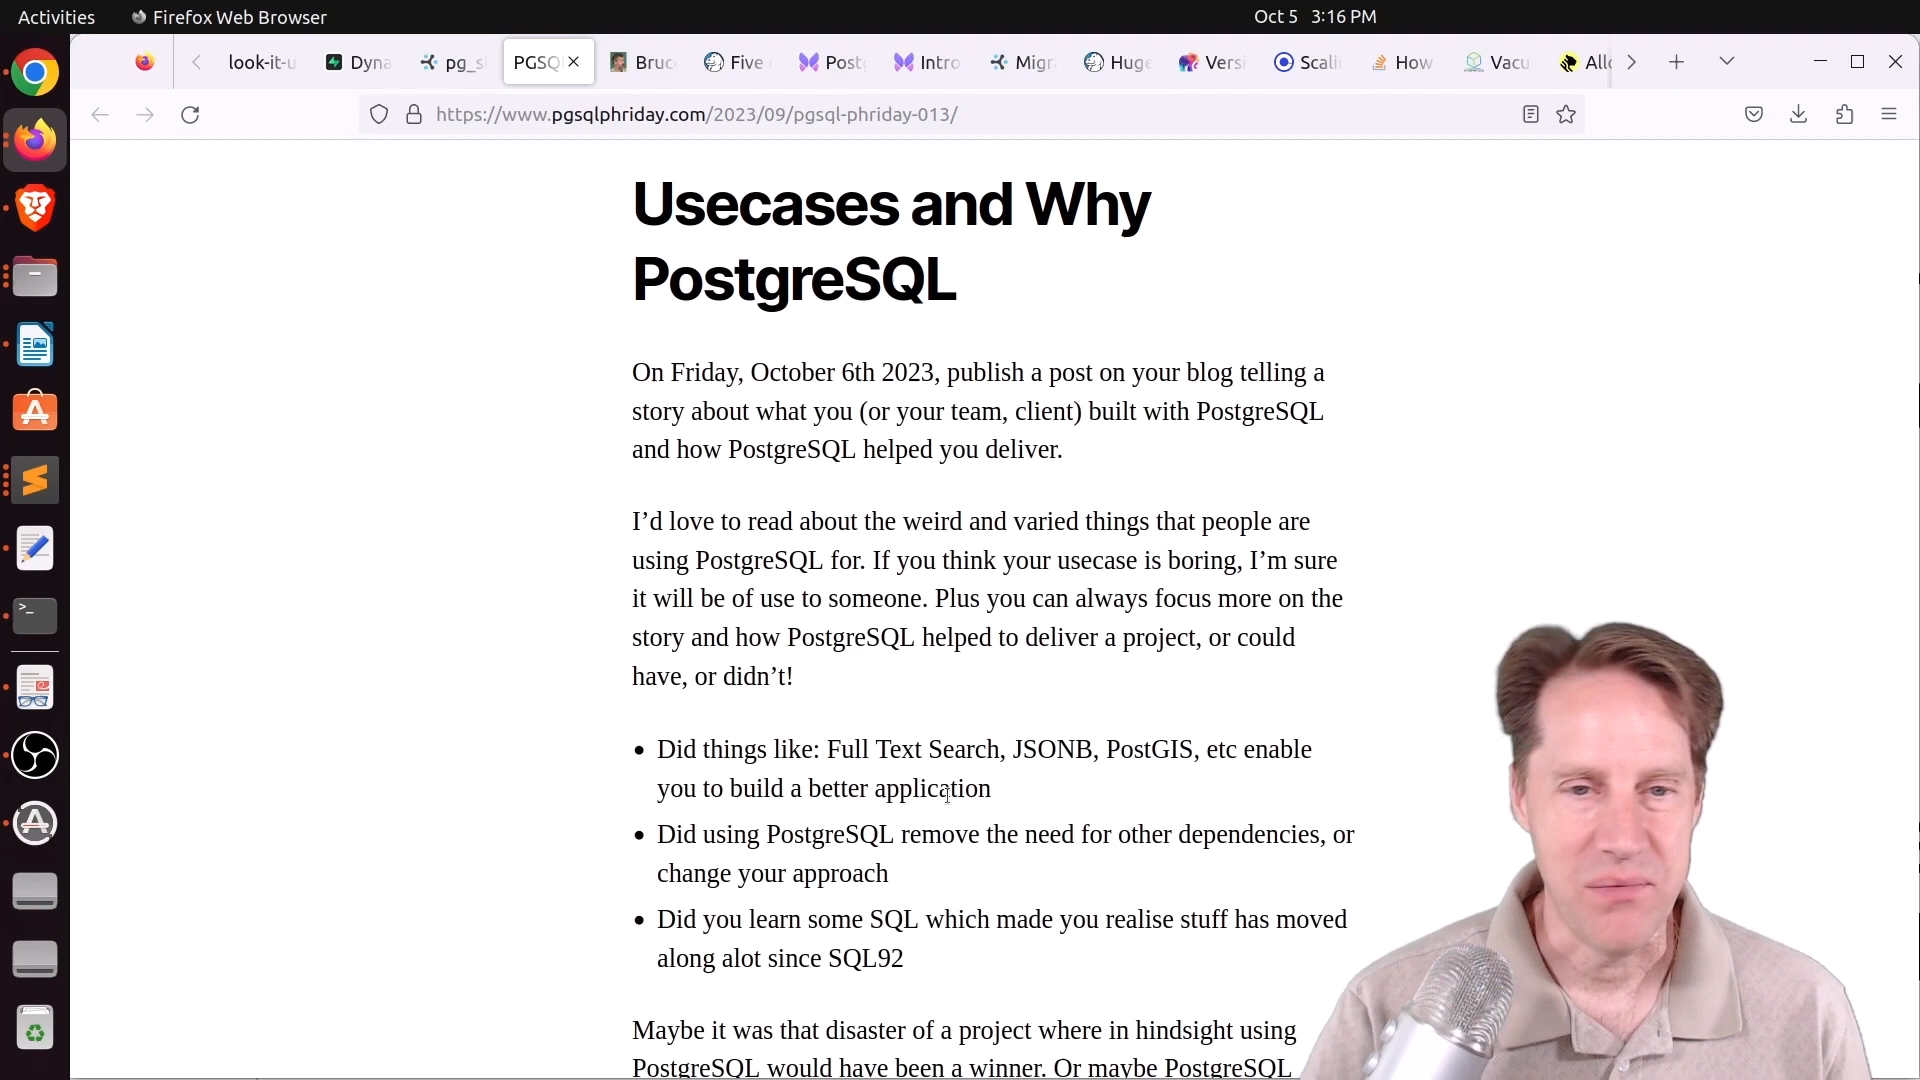 Activities
Firefox Web Browser
Oct 5 3:16 PM
look-it-u
Dyna
pg_s
PGSQ
Bruc
Five
Post
Intro
Migr
Huge
Versi
Scali
How
Vacu
Allo
https://www.pgsqlphriday.com/2023/09/pgsql-phriday-013/
Usecases and Why
PostgreSQL
On Friday, October 6th 2023, publish a post on your blog telling a
story about what you (or your team, client) built with PostgreSQL
and how PostgreSQL helped you deliver.
I’d love to read about the weird and varied things that people are
using PostgreSQL for. If you think your usecase is boring, I’m sure
it will be of use to someone. Plus you can always focus more on the
story and how PostgreSQL helped to deliver a project, or could
have, or didn’t!
• Did things like: Full Text Search, JSONB, PostGIS, etc enable
you to build a better application
• Did using PostgreSQL remove the need for other dependencies, or
change your approach
• Did you learn some SQL which made you realise stuff has moved
along alot since SQL92
Maybe it was that disaster of a project where in hindsight using
PostgreSQL would have been a winner. Or maybe PostgreSQL